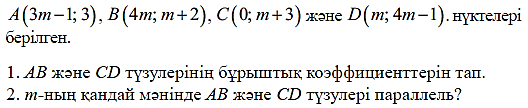 A(3m−1; 3), B(4m; m+2), C(0; m+3) және D(m; 4m−1). нүктелері
берілген.
1. AB және CD түзулерінің бұрыштық коэффициенттерін тап.
2. m-ның қандай мәнінде AB және CD түзулері параллель?